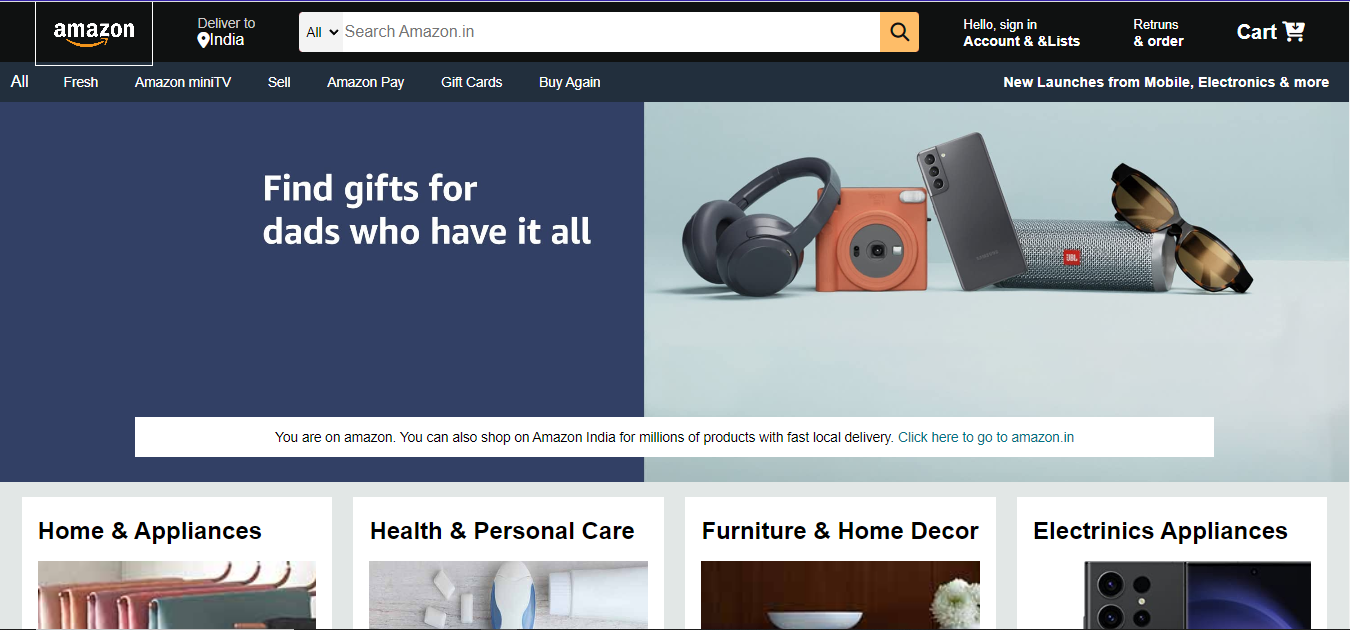 amazon
Deliver to
India
All
Search Amazon.in
Hello, sign in
Account & &Lists
Retruns
& order
Cart
All
Fresh
Amazon miniTV
Sell
Amazon Pay
Gift Cards
Buy Again
New Launches from Mobile, Electronics & more
Find gifts for
dads who have it all
SAMSUNG
JBL
You are on amazon. You can also shop on Amazon India for millions of products with fast local delivery. Click here to go to amazon.in
Home & Appliances
Health & Personal Care
Furniture & Home Decor
Electrinics Appliances